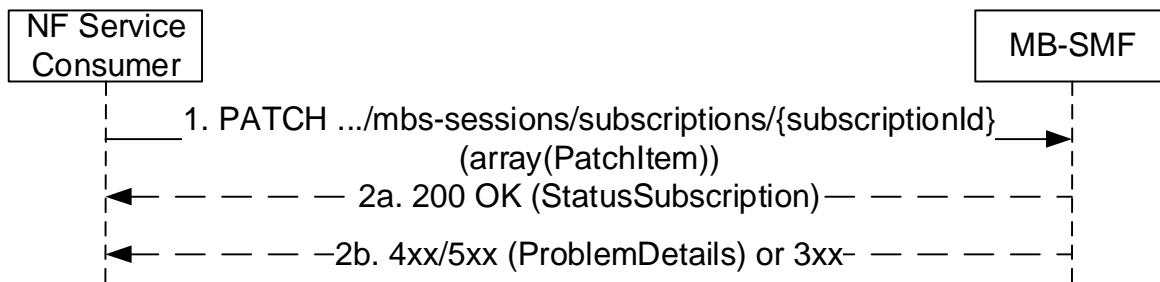 NF Service
Consumer
MB-SMF
1. PATCH .../mbs-sessions/subscriptions/{subscriptionId}
(array(PatchItem))
2a. 200 OK (StatusSubscription)
2b. 4xx/5xx (ProblemDetails) or 3xx